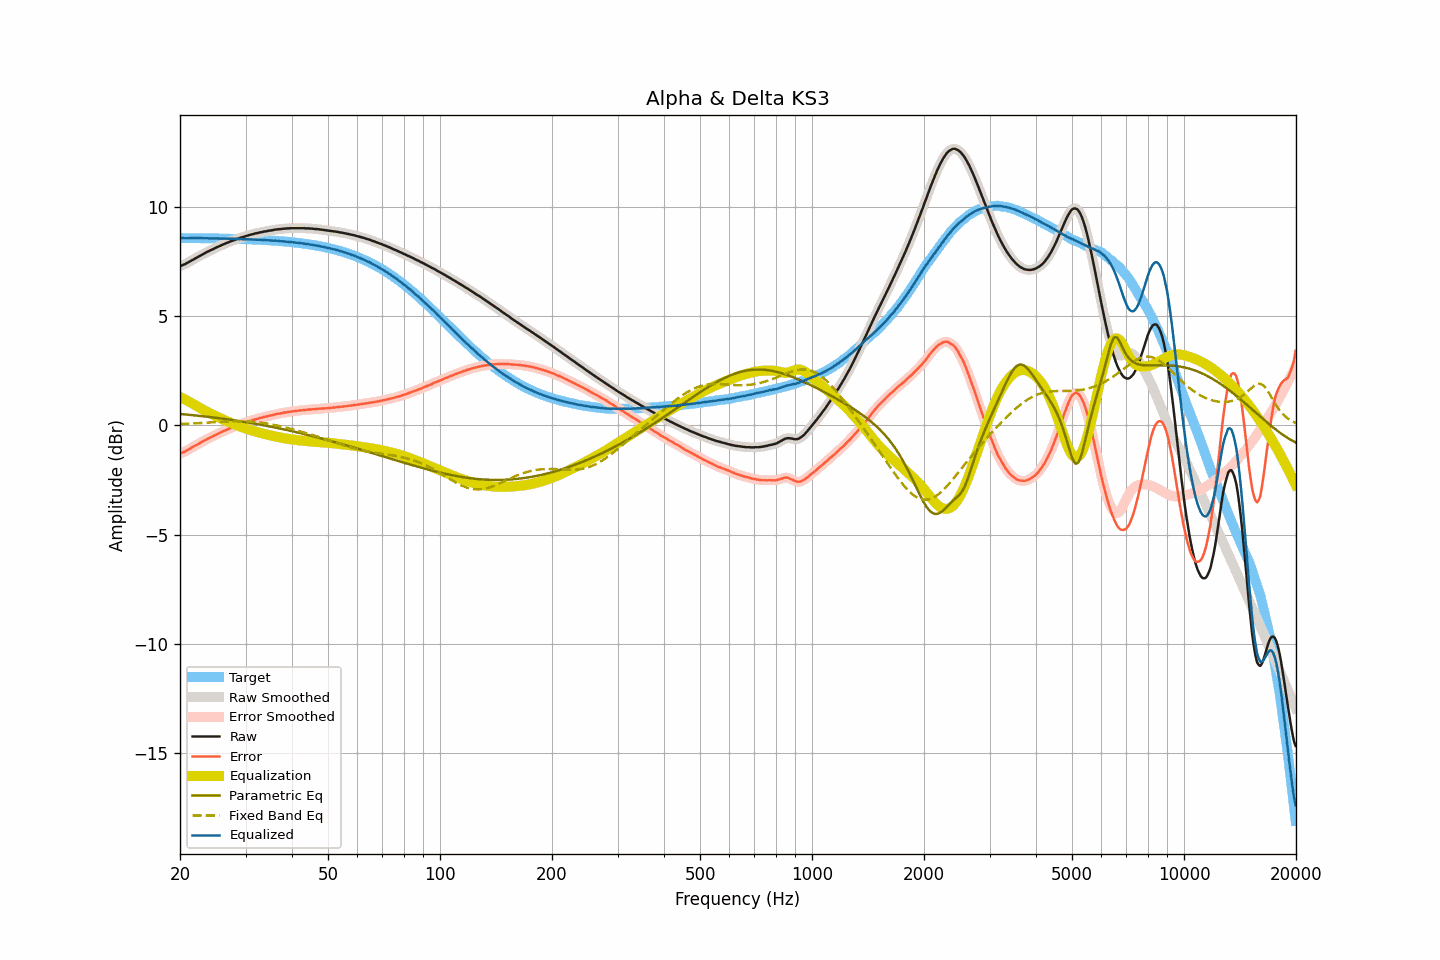 Alpha & Delta KS3
Amplitude (dBr)
10
5
0
−5
−10
−15
Target
Raw Smoothed
Error Smoothed
Raw
Error
Equalization
Parametric Eq
Fixed Band Eq
Equalized
20 50 100 200 500 1000 2000 5000 10000 20000
Frequency (Hz)